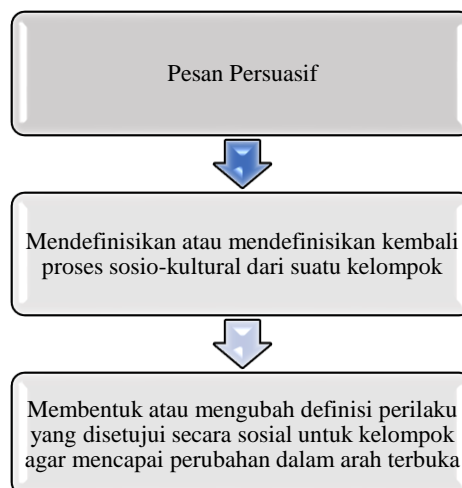 Pesan Persuasif
Mendefinisikan atau mendefinisikan kembali
proses sosio-kultural dari suatu kelompok
Membentuk atau mengubah definisi perilaku
yang disetujui secara sosial untuk kelompok
agar mencapai perubahan dalam arah terbuka